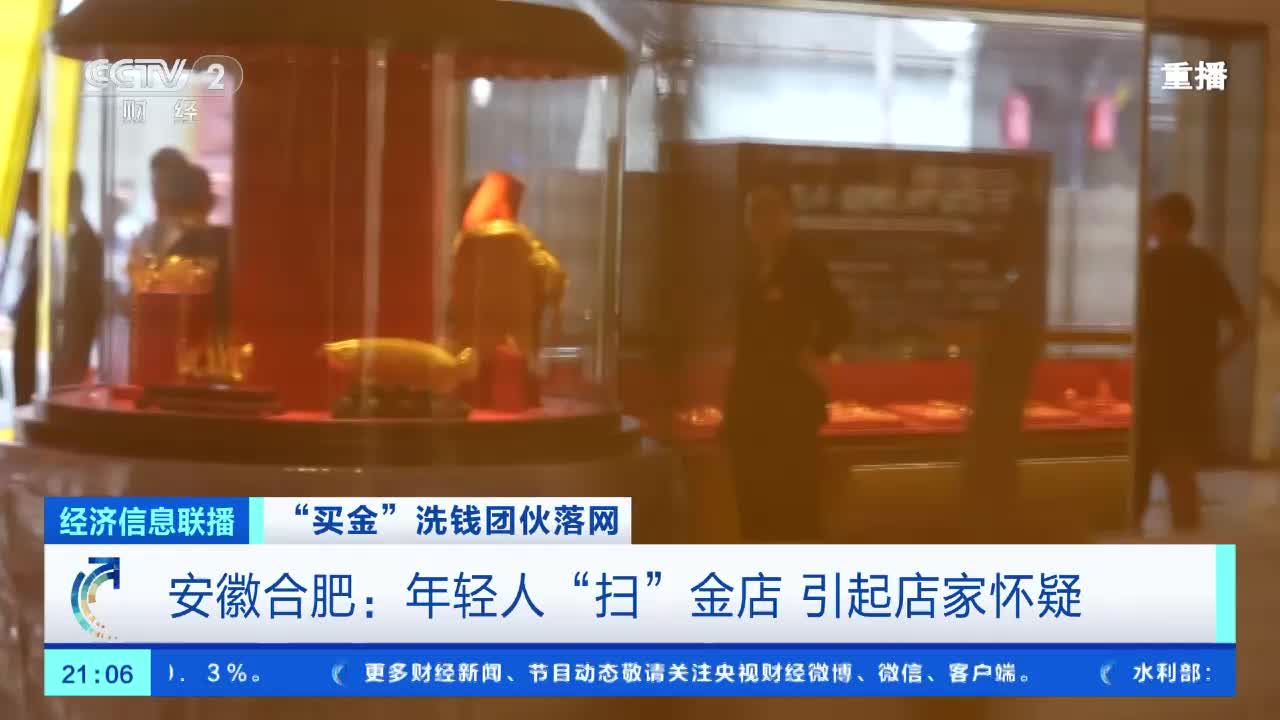 CCTV 2
财经
重播
经济信息联播
“买金”洗钱团伙落网
安徽合肥：年轻人“扫”金店 引起店家怀疑
21:06
. 3%。 更多财经新闻、节目动态敬请关注央视财经微博、微信、客户端。 水利部：